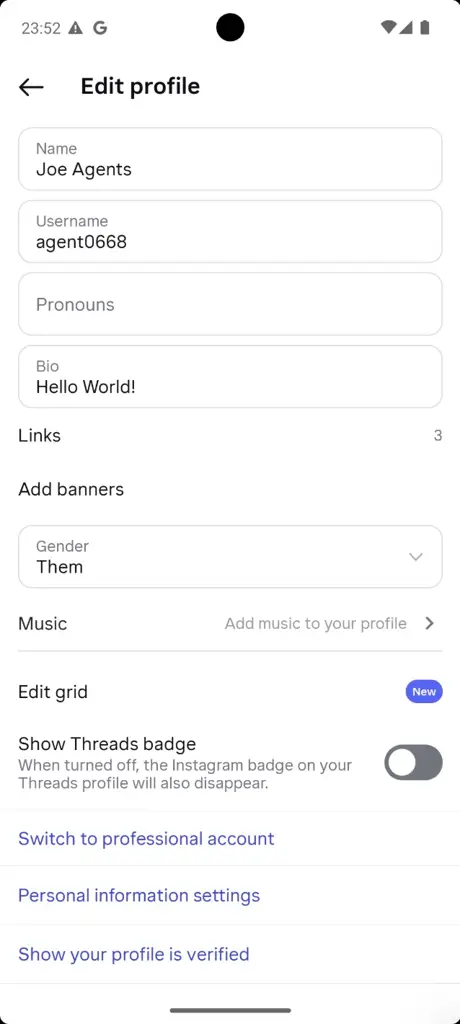 23:52
Edit profile
Name
Joe Agents
Username
agent0668
Pronouns
Bio
Hello World!
Links 3
Add banners
Gender
Them
Music Add music to your profile
Edit grid New
Show Threads badge
When turned off, the Instagram badge on your
Threads profile will also disappear.
Switch to professional account
Personal information settings
Show your profile is verified